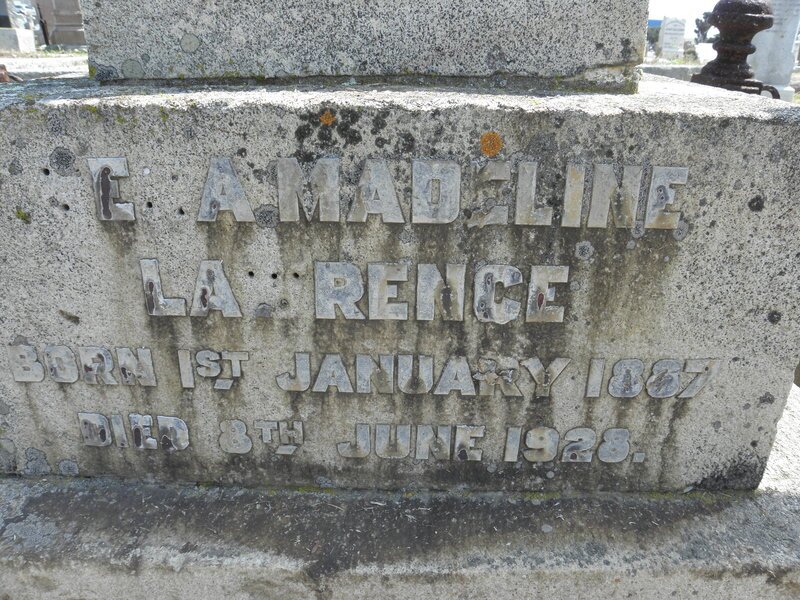 E A MADELINE
LA RENCE
BORN 1ST JANUARY 1887
DIED 8TH JUNE 1928.